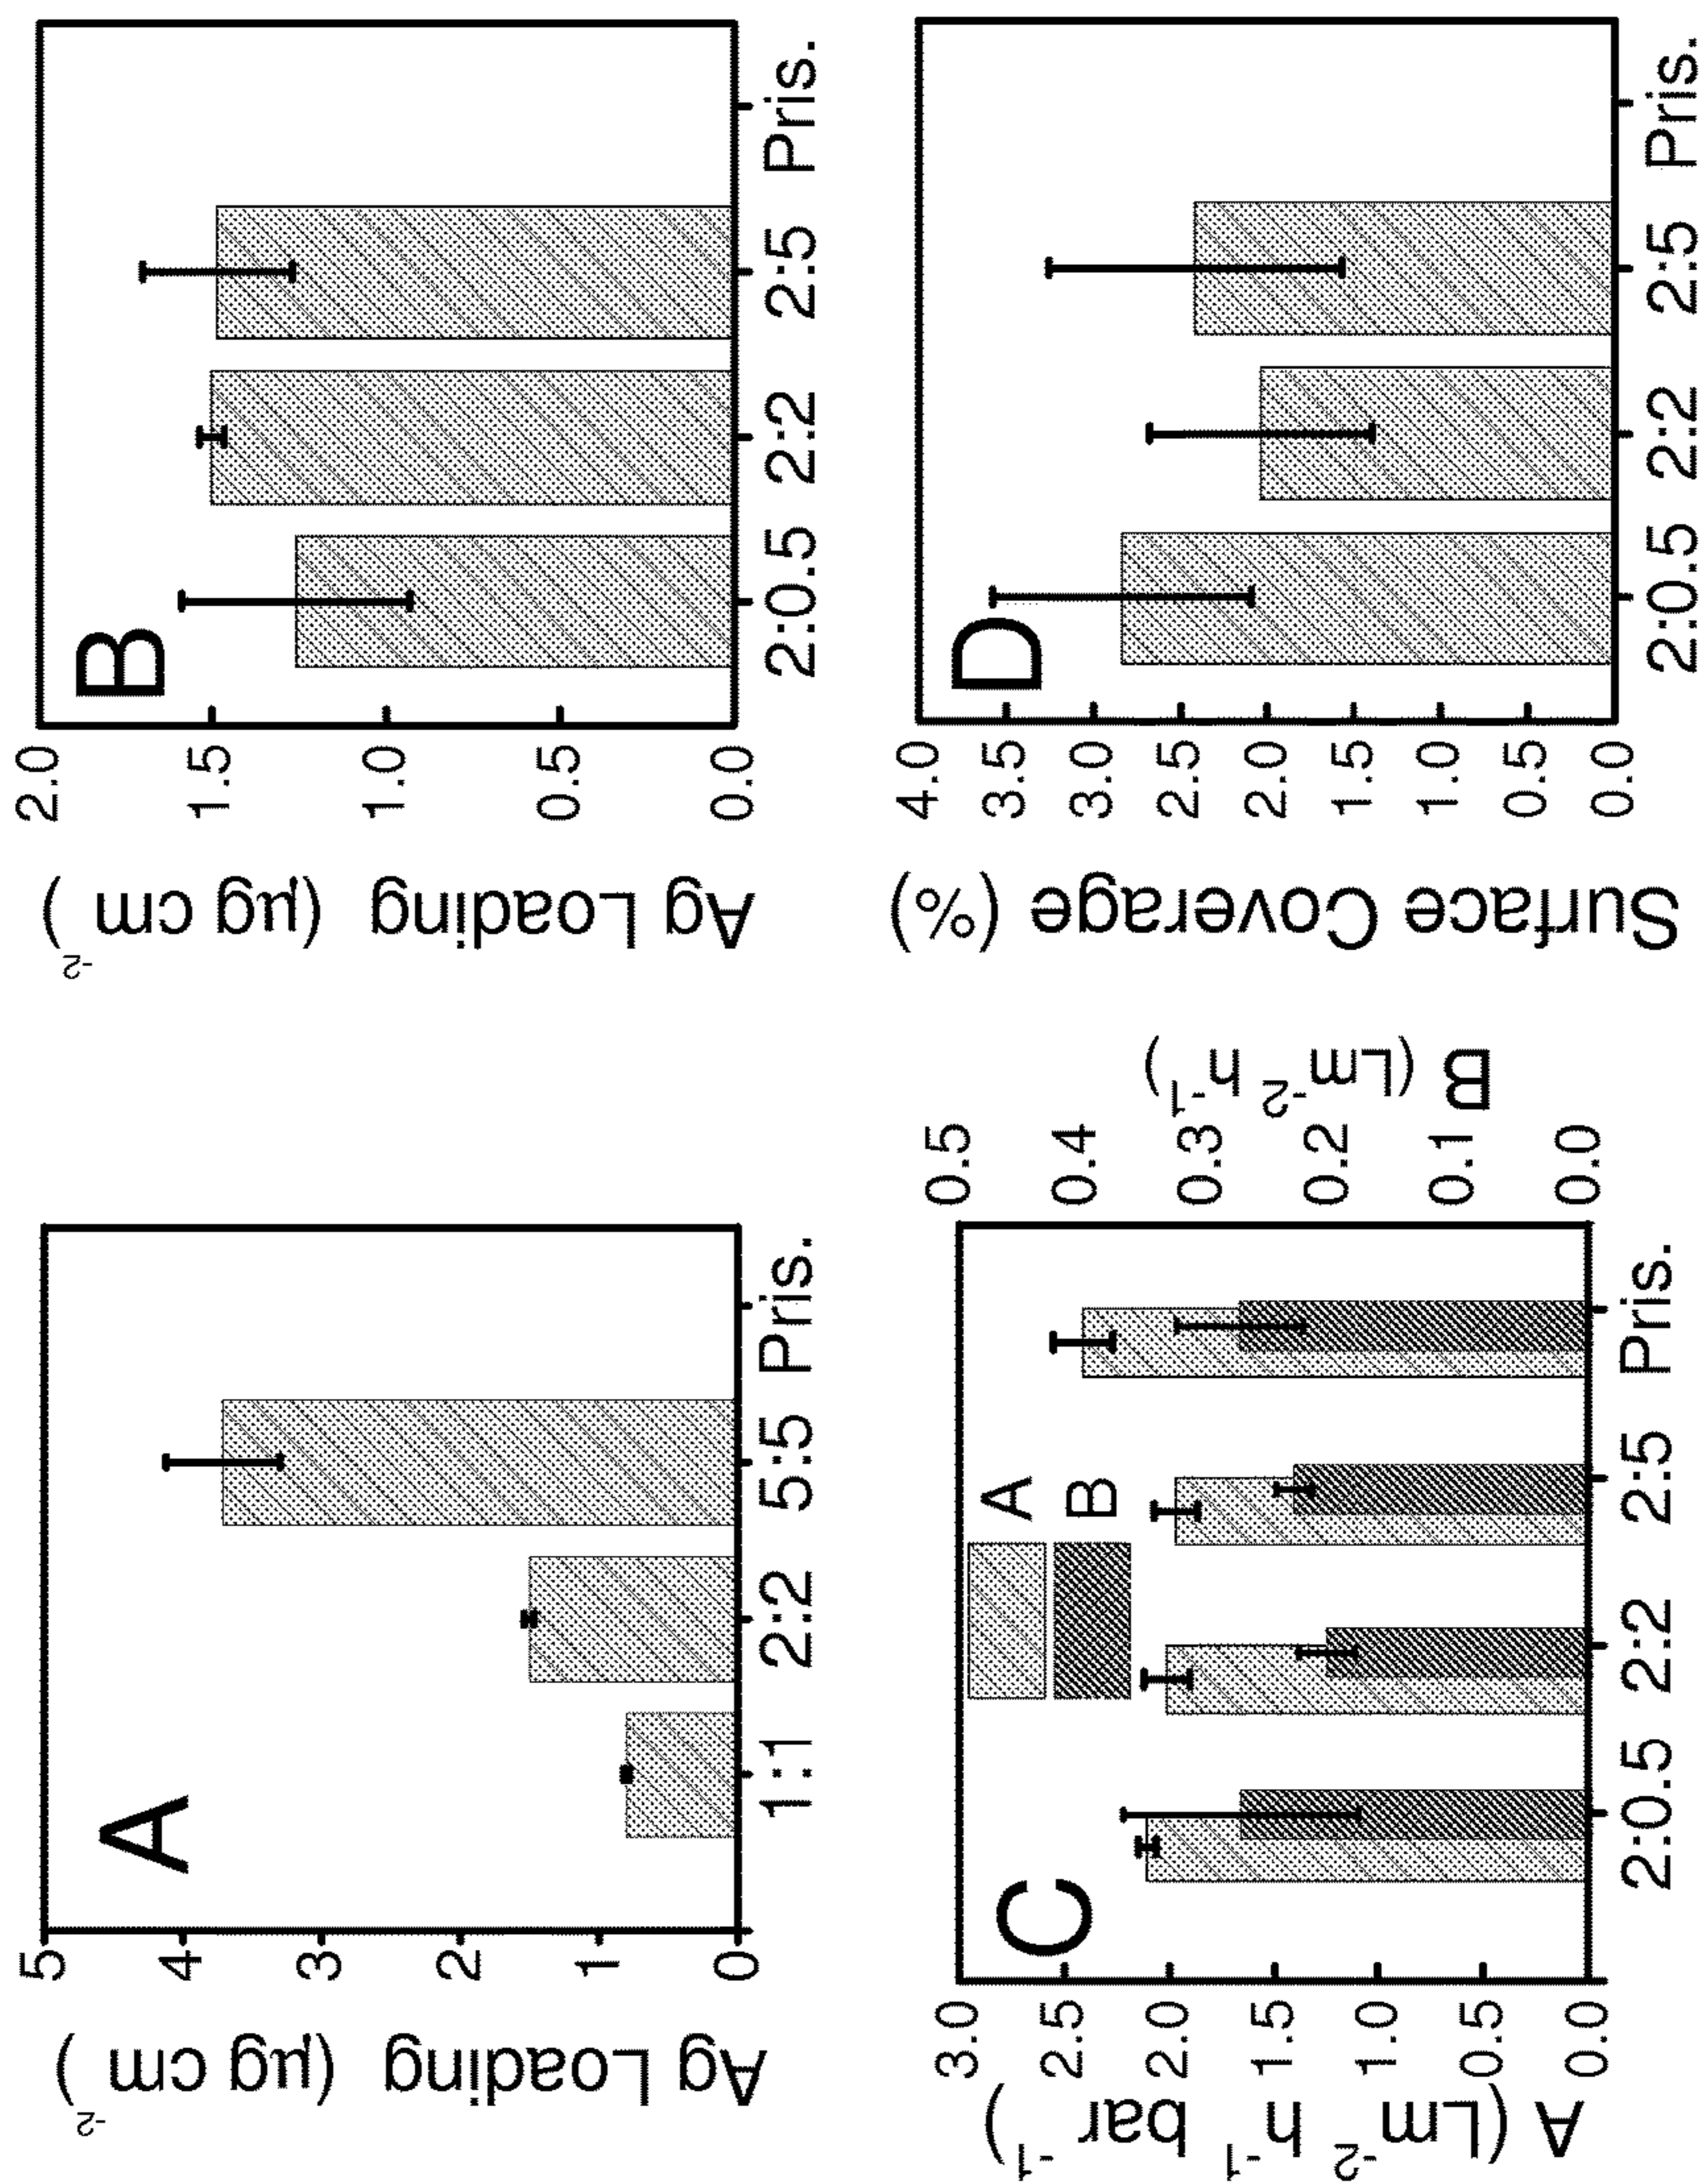 A
Ag Loading (μg cm⁻²)
5
4
3
2
1
0
1:1 2:2 5:5 Pris.
B
Ag Loading (μg cm⁻²)
2.0
1.5
1.0
0.5
0.0
2:0.5 2:2 2:5 Pris.
C
A (Lm⁻² h⁻¹ bar⁻¹)
3.0
2.5
2.0
1.5
1.0
0.5
0.0
A
B
2:0.5 2:2 2:5 Pris.
0.5
0.4
0.3
0.2
0.1
0.0
B (Lm⁻² h⁻¹)
D
Surface Coverage (%)
4.0
3.5
3.0
2.5
2.0
1.5
1.0
0.5
0.0
2:0.5 2:2 2:5 Pris.